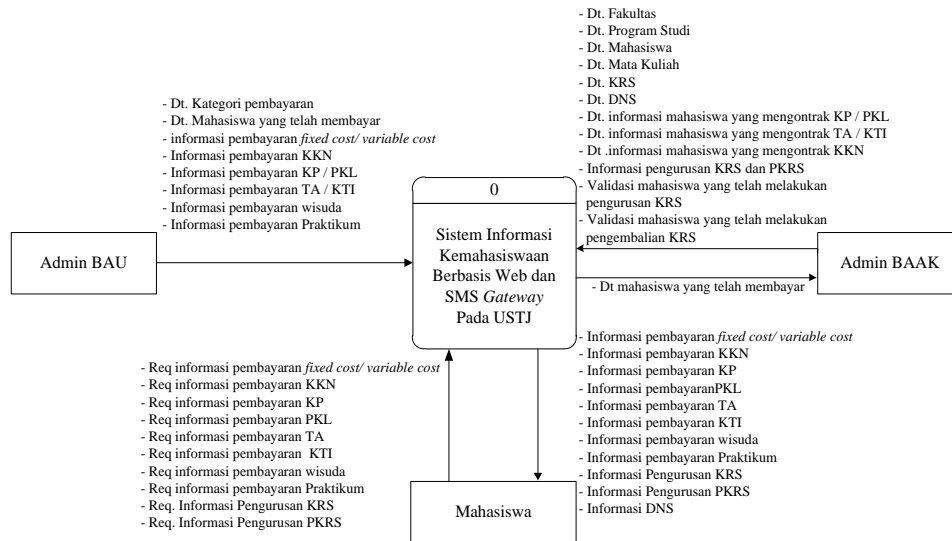 - Dt. Fakultas
- Dt. Program Studi
- Dt. Mahasiswa
- Dt. Mata Kuliah
- Dt. KRS
- Dt. DNS
- Dt. informasi mahasiswa yang mengontrak KP / PKL
- Dt. informasi mahasiswa yang mengontrak TA / KTI
- Dt .informasi mahasiswa yang mengontrak KKN
- Informasi pengurusan KRS dan PKRS
- Validasi mahasiswa yang telah melakukan
pengurusan KRS
- Validasi mahasiswa yang telah melakukan
pengembalian KRS
- Dt. Kategori pembayaran
- Dt. Mahasiswa yang telah membayar
- informasi pembayaran fixed cost/ variable cost
- Informasi pembayaran KKN
- Informasi pembayaran KP / PKL
- Informasi pembayaran TA / KTI
- Informasi pembayaran wisuda
- Informasi pembayaran Praktikum
0
Sistem Informasi
Kemahasiswaan
Berbasis Web dan
SMS Gateway
Pada USTJ
Admin BAU
Admin BAAK
- Dt mahasiswa yang telah membayar
- Req informasi pembayaran fixed cost/ variable cost
- Req informasi pembayaran KKN
- Req informasi pembayaran KP
- Req informasi pembayaran PKL
- Req informasi pembayaran TA
- Req informasi pembayaran KTI
- Req informasi pembayaran wisuda
- Req informasi pembayaran Praktikum
- Req. Informasi Pengurusan KRS
- Req. Informasi Pengurusan PKRS
- Informasi pembayaran fixed cost/ variable cost
- Informasi pembayaran KKN
- Informasi pembayaran KP
- Informasi pembayaranPKL
- Informasi pembayaran TA
- Informasi pembayaran KTI
- Informasi pembayaran wisuda
- Informasi pembayaran Praktikum
- Informasi Pengurusan KRS
- Informasi Pengurusan PKRS
- Informasi DNS
Mahasiswa